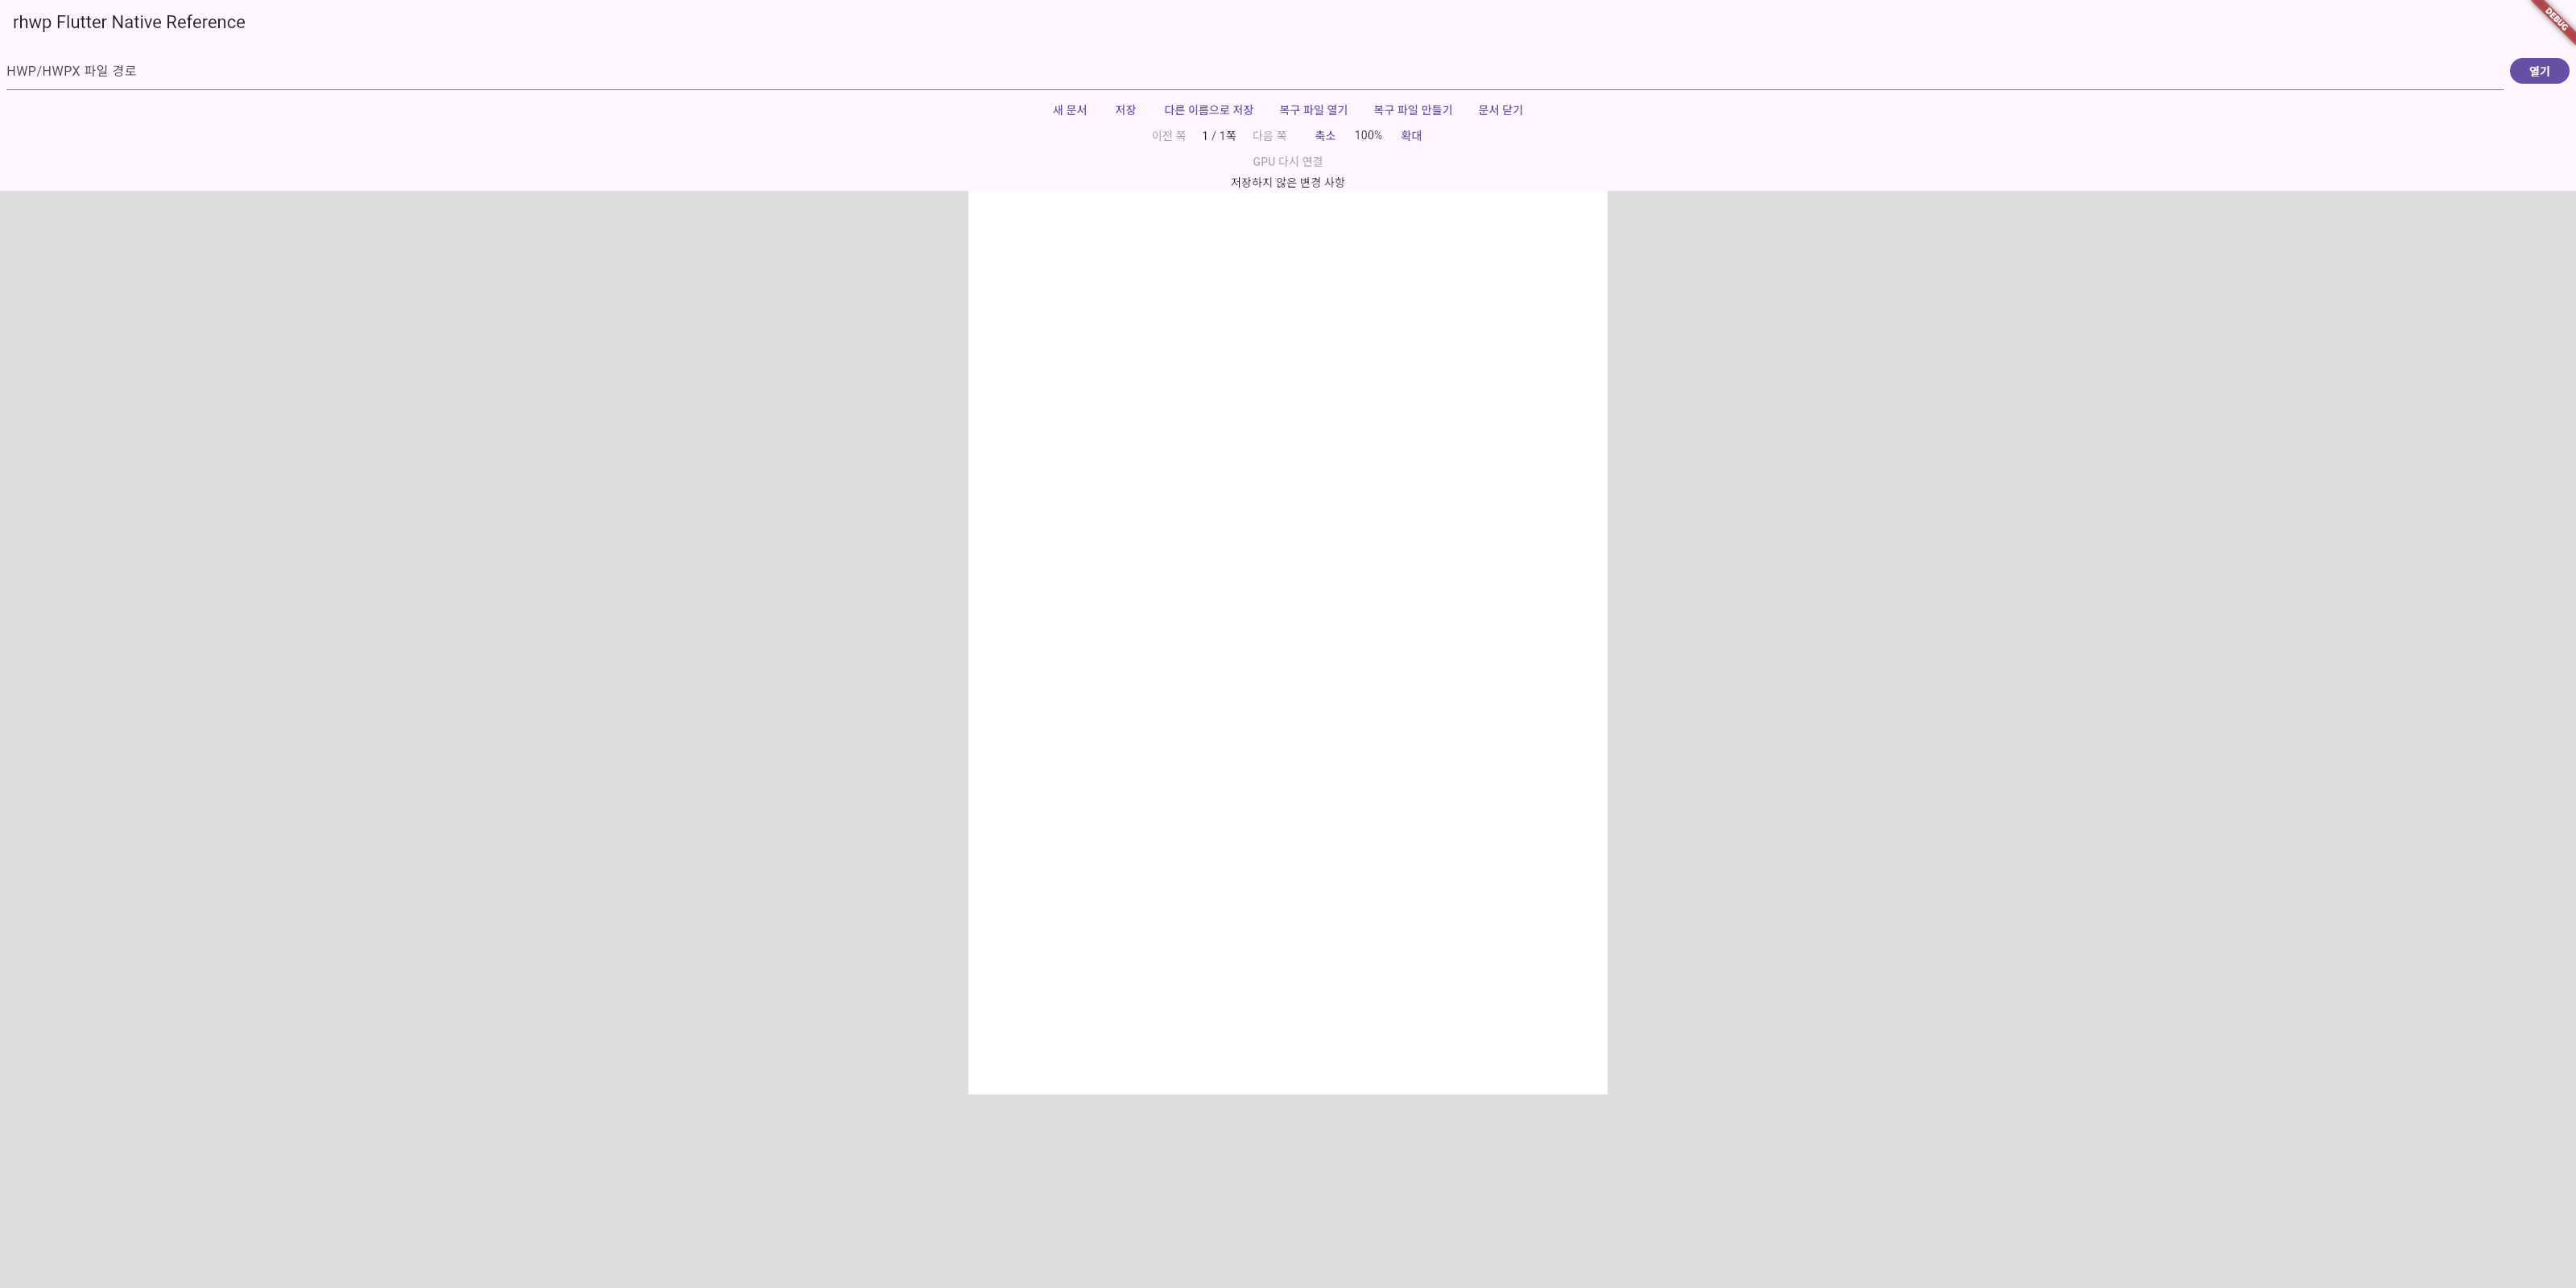 rhwp Flutter Native Reference
DEBUG
HWP/HWPX 파일 경로
열기
새 문서 저장 다른 이름으로 저장 복구 파일 열기 복구 파일 만들기 문서 닫기
이전 쪽 1 / 1쪽 다음 쪽 축소 100% 확대
GPU 다시 연결
저장하지 않은 변경 사항